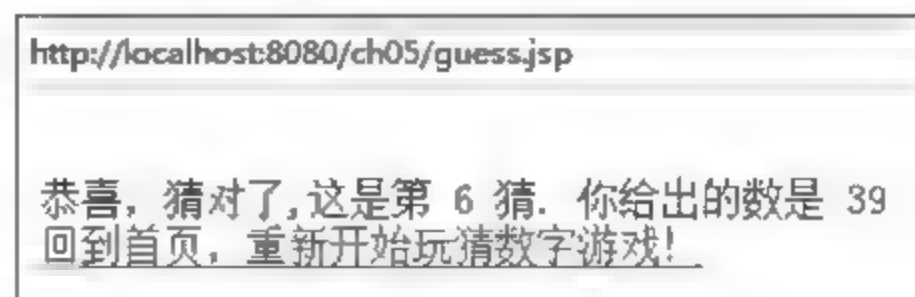 http://localhost:8080/ch05/guess.jsp
恭喜，猜对了,这是第 6 猜. 你给出的数是 39
回到首页，重新开始玩猜数字游戏!